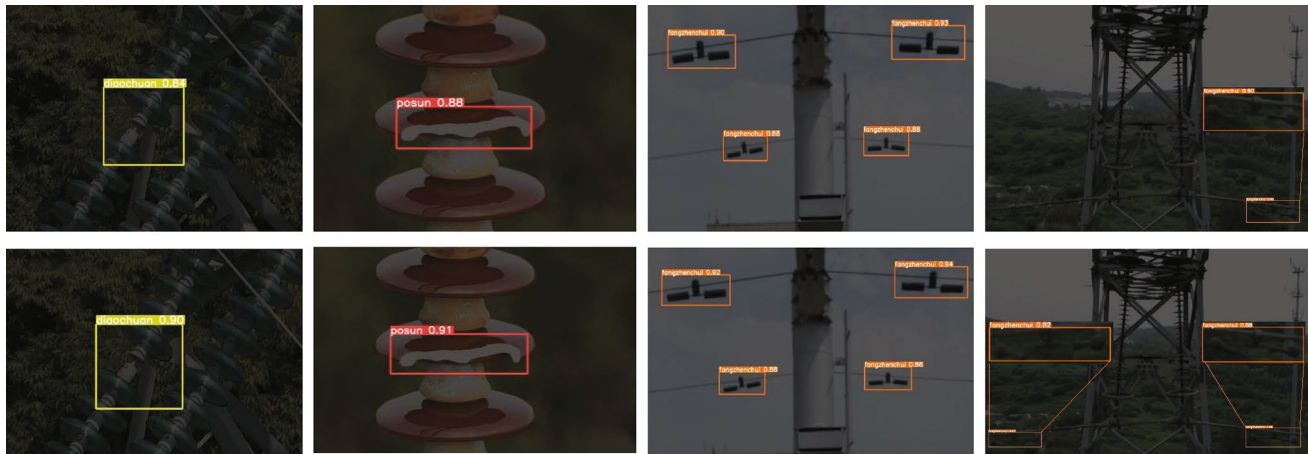 diaochuan 0.84
posun 0.88
fangzhenchui 0.90
fangzhenchui 0.93
fangzhenchui 0.88
fangzhenchui 0.88
fangzhenchui 0.90
diaochuan 0.90
posun 0.91
fangzhenchui 0.92
fangzhenchui 0.94
fangzhenchui 0.88
fangzhenchui 0.86
fangzhenchui 0.82
fangzhenchui 0.88